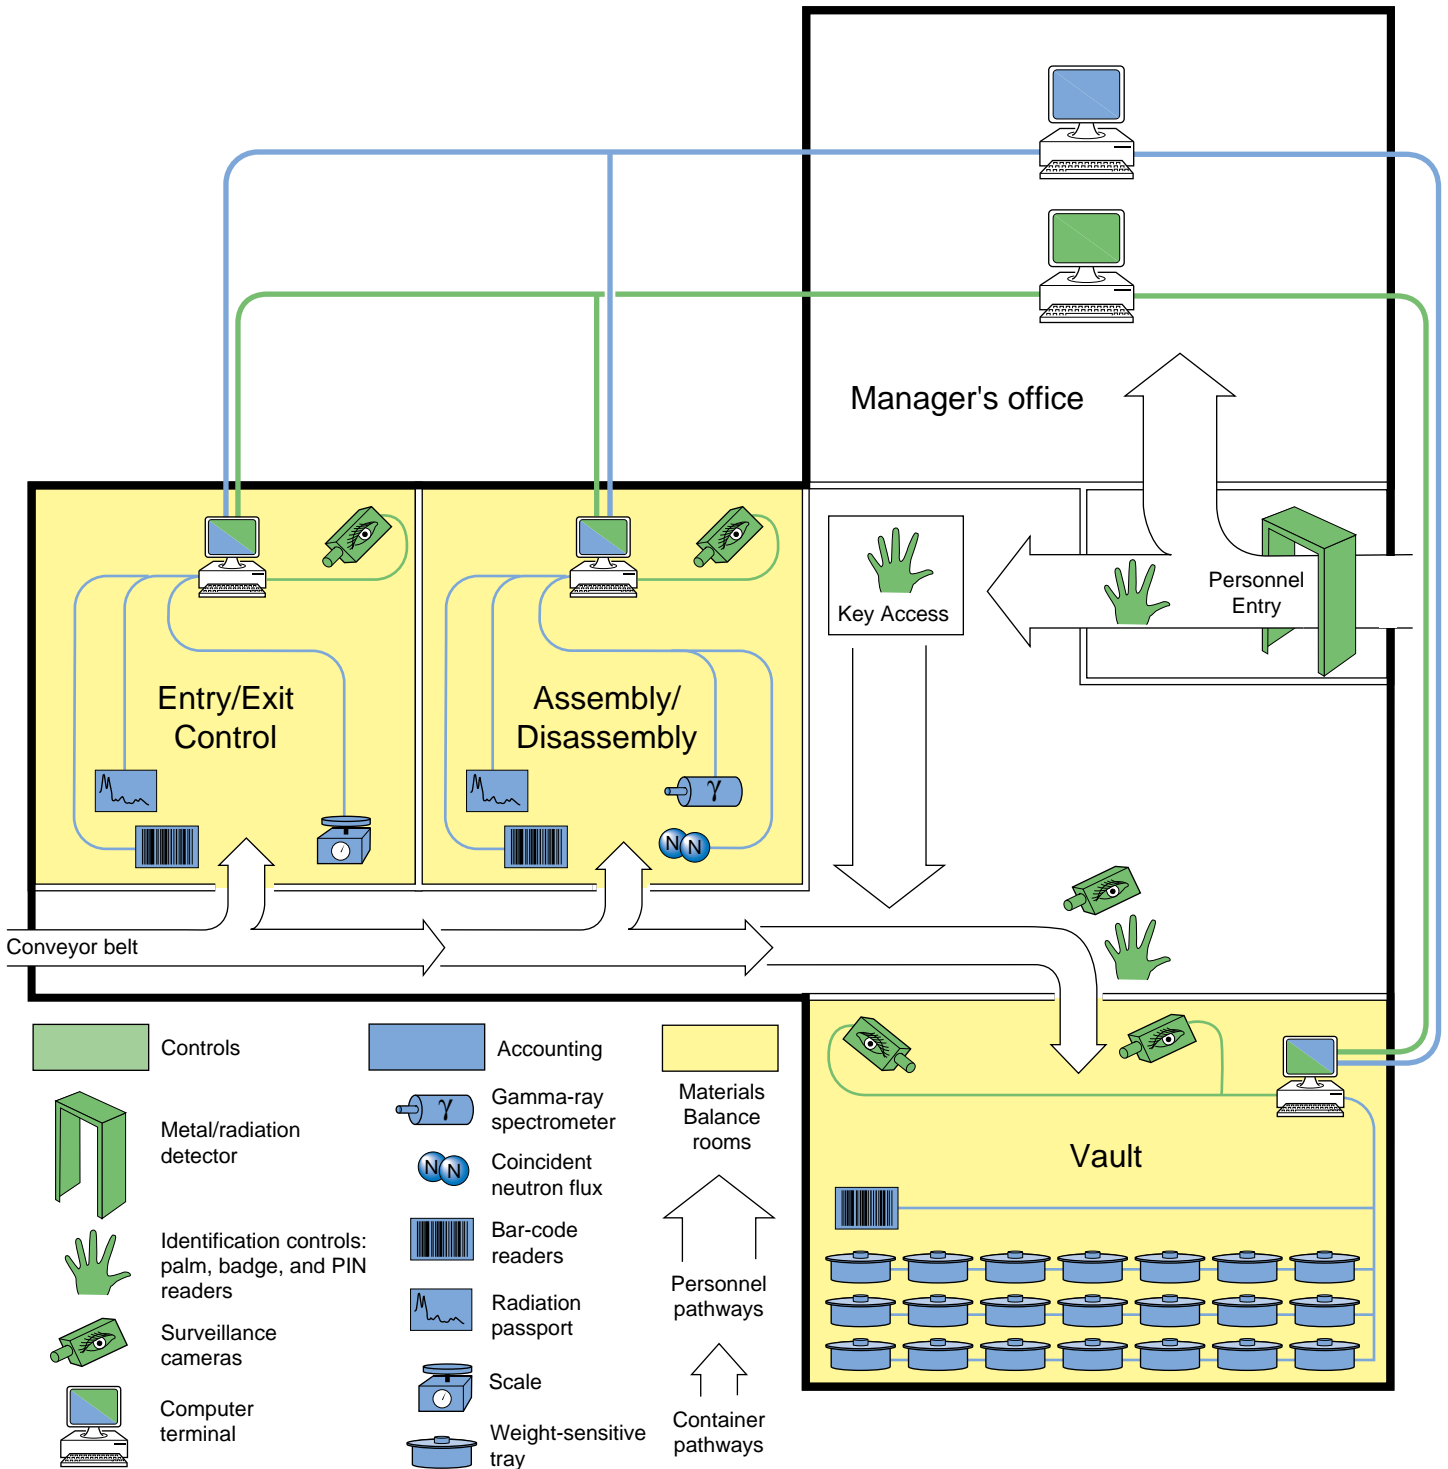 Manager's office
Key Access
Personnel
Entry
Entry/Exit
Control
Assembly/
Disassembly
γ
N N
Conveyor belt
Vault
Controls
Metal/radiation
detector
Identification controls:
palm, badge, and PIN
readers
Surveillance
cameras
Computer
terminal
Accounting
γ
Gamma-ray
spectrometer
N N
Coincident
neutron flux
Bar-code
readers
Radiation
passport
Scale
Weight-sensitive
tray
Materials
Balance
rooms
Personnel
pathways
Container
pathways